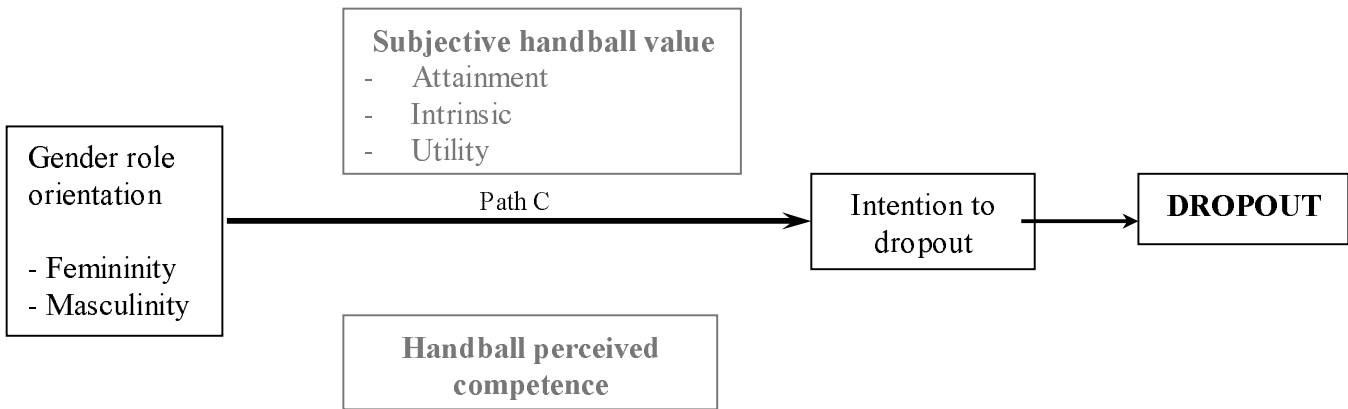 Subjective handball value
- Attainment
- Intrinsic
- Utility
Gender role
orientation
- Femininity
- Masculinity
Path C
Intention to
dropout
DROPOUT
Handball perceived
competence